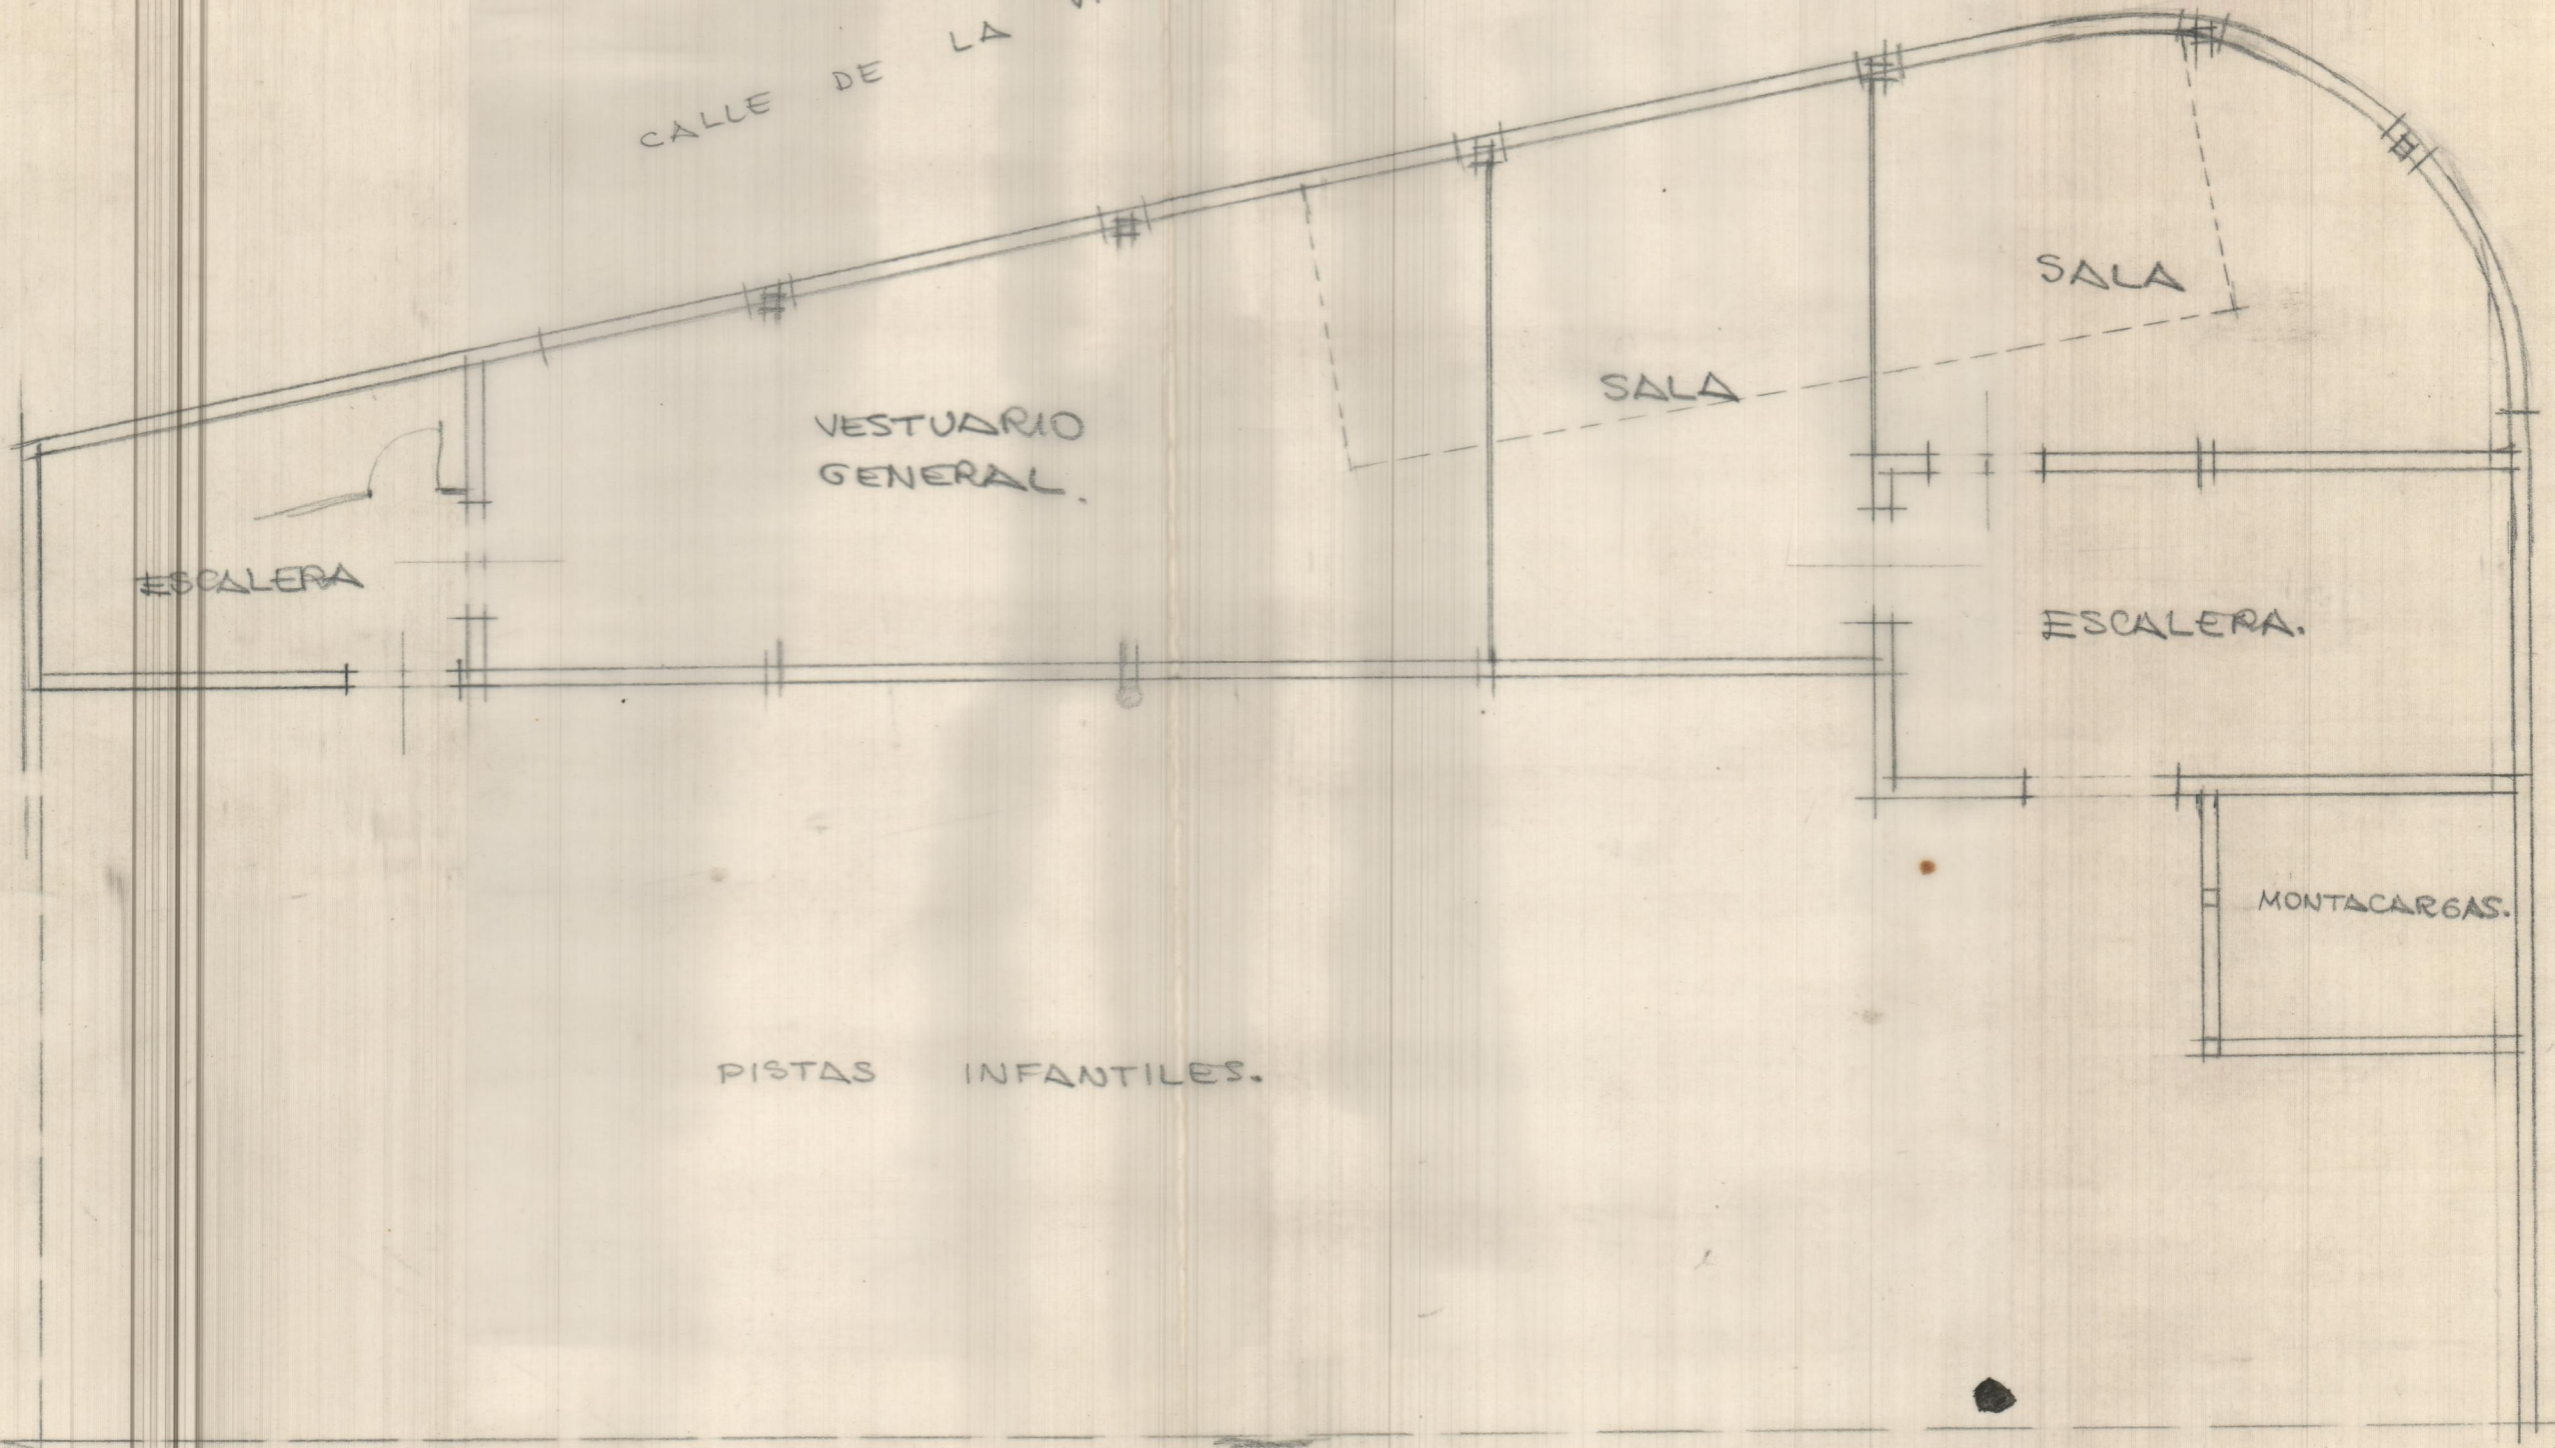 CALLE DE LA
SALA
SALA
VESTUARIO
GENERAL.
ESCALERA
ESCALERA.
MONTACARGAS.
PISTAS INFANTILES.